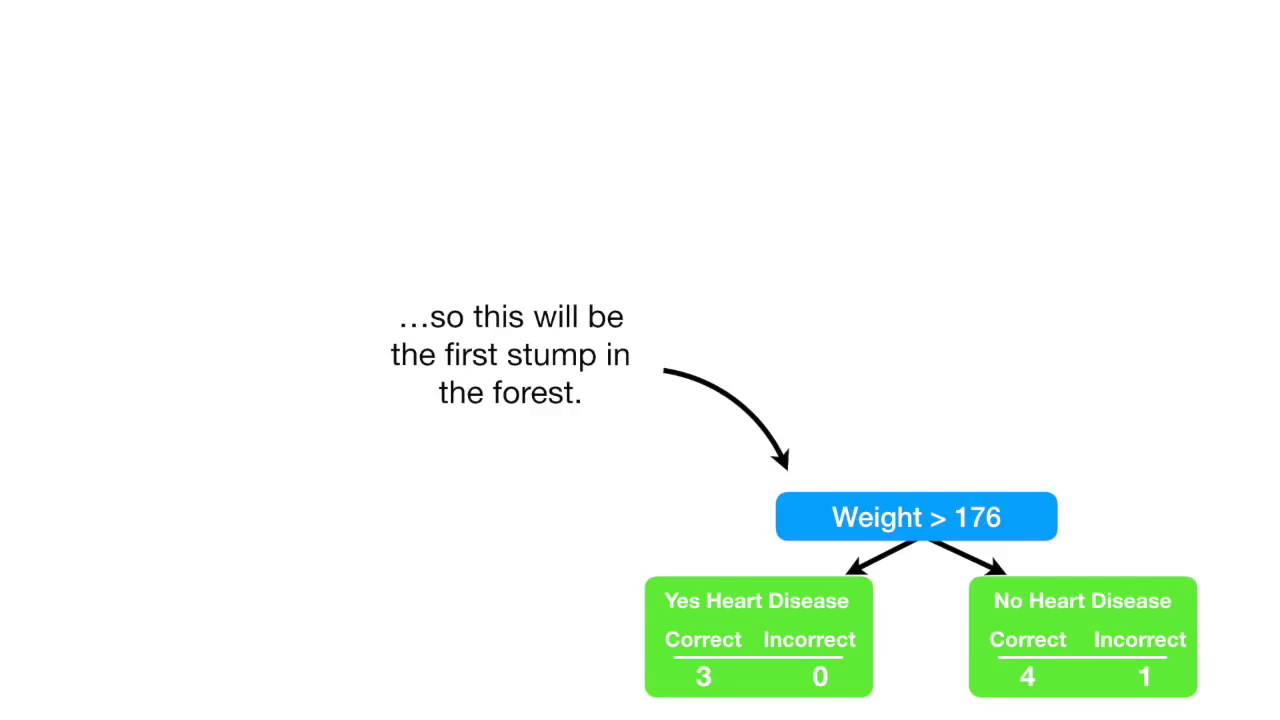 …so this will be
the first stump in
the forest.
Weight > 176
Yes Heart Disease
Correct Incorrect
3 0
No Heart Disease
Correct Incorrect
4 1